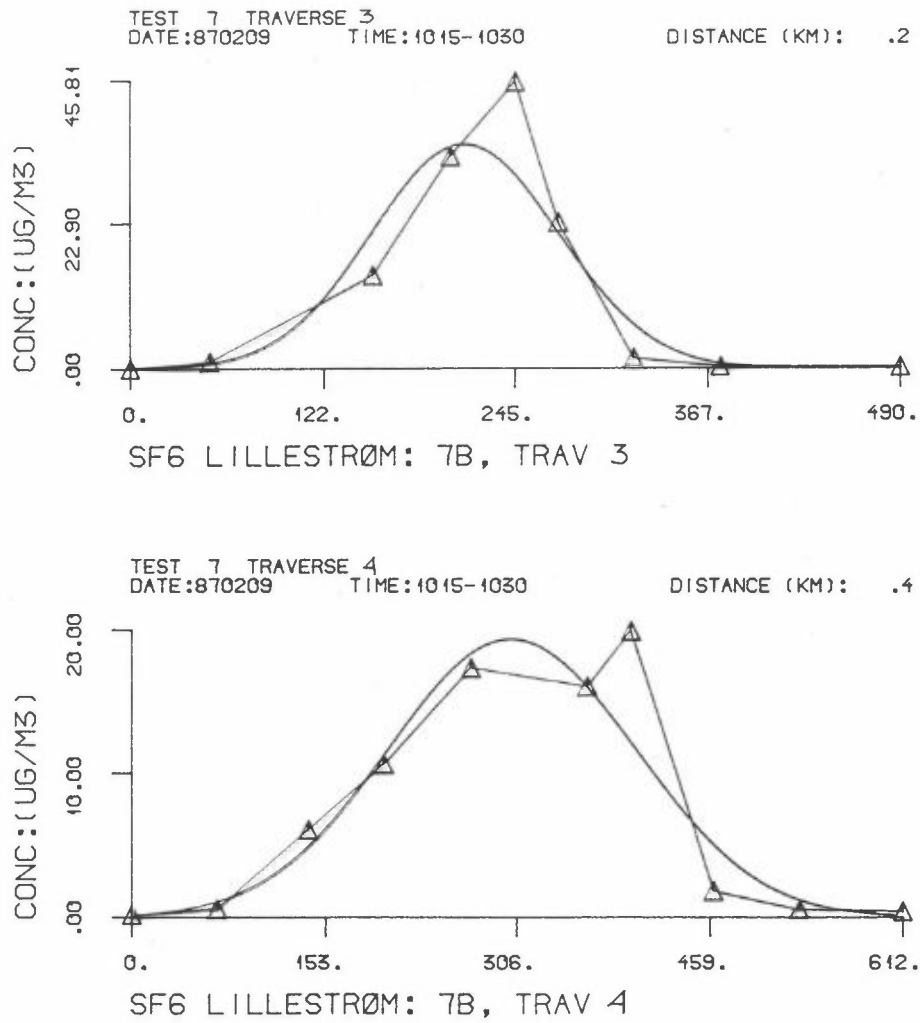 TEST 7 TRAVERSE 3
DATE:870209 TIME:1015-1030 DISTANCE (KM): .2
CONC:(UG/M3)
45.81
22.90
.00
0. 122. 245. 367. 490.
SF6 LILLESTRØM: 7B, TRAV 3
TEST 7 TRAVERSE 4
DATE:870209 TIME:1015-1030 DISTANCE (KM): .4
CONC:(UG/M3)
20.00
10.00
.00
0. 153. 306. 459. 612.
SF6 LILLESTRØM: 7B, TRAV 4